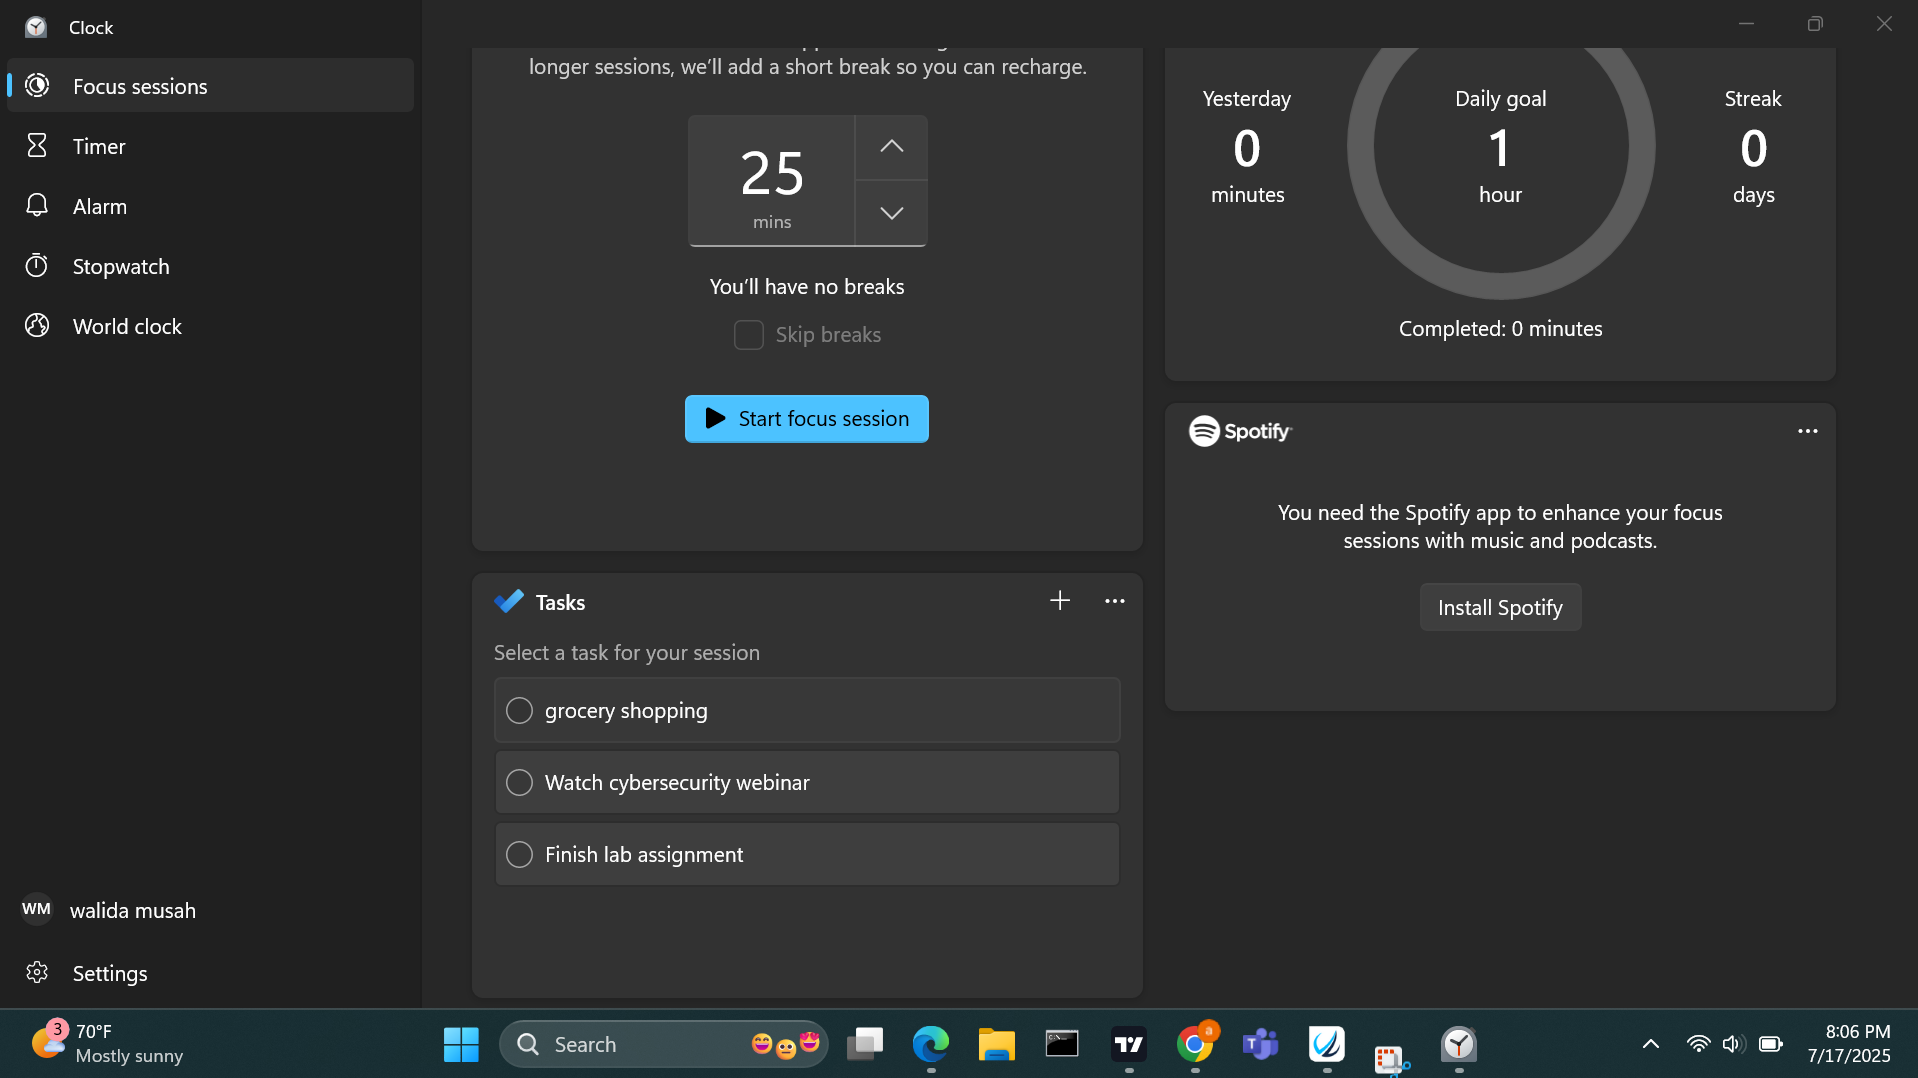 Clock
Focus sessions
Timer
Alarm
Stopwatch
World clock
WM
walida musah
Settings
longer sessions, we’ll add a short break so you can recharge.
25
mins
You’ll have no breaks
Skip breaks
Start focus session
Tasks
Select a task for your session
grocery shopping
Watch cybersecurity webinar
Finish lab assignment
Yesterday
0
minutes
Daily goal
1
hour
Streak
0
days
Completed: 0 minutes
Spotify
You need the Spotify app to enhance your focus
sessions with music and podcasts.
Install Spotify
3
70°F
Mostly sunny
Search
a
T
8:06 PM
7/17/2025